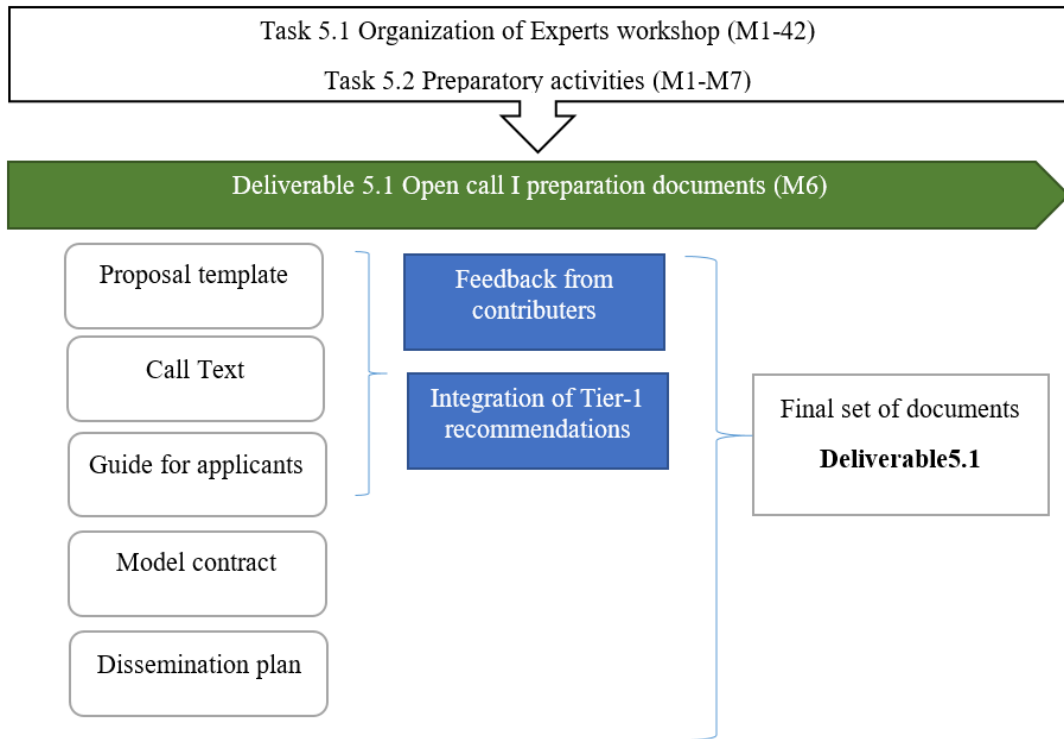 Task 5.1 Organization of Experts workshop (M1-42)
Task 5.2 Preparatory activities (M1-M7)
Deliverable 5.1 Open call I preparation documents (M6)
Proposal template
Call Text
Guide for applicants
Model contract
Dissemination plan
Feedback from
contributers
Integration of Tier-1
recommendations
Final set of documents
Deliverable5.1